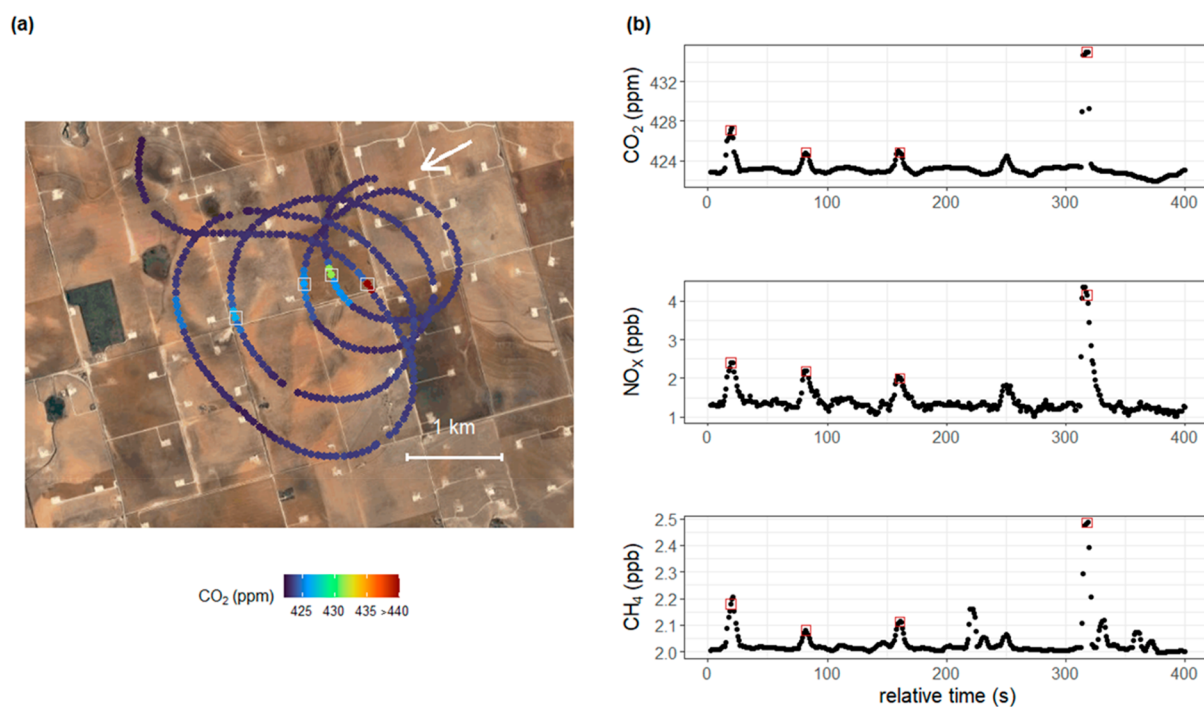 (a)
1 km
CO₂ (ppm)
425 430 435 >440
(b)
CO₂ (ppm)
432
428
424
0 100 200 300 400
NOₓ (ppb)
4
3
2
1
0 100 200 300 400
CH₄ (ppb)
2.5
2.4
2.3
2.2
2.1
2.0
0 100 200 300 400
relative time (s)